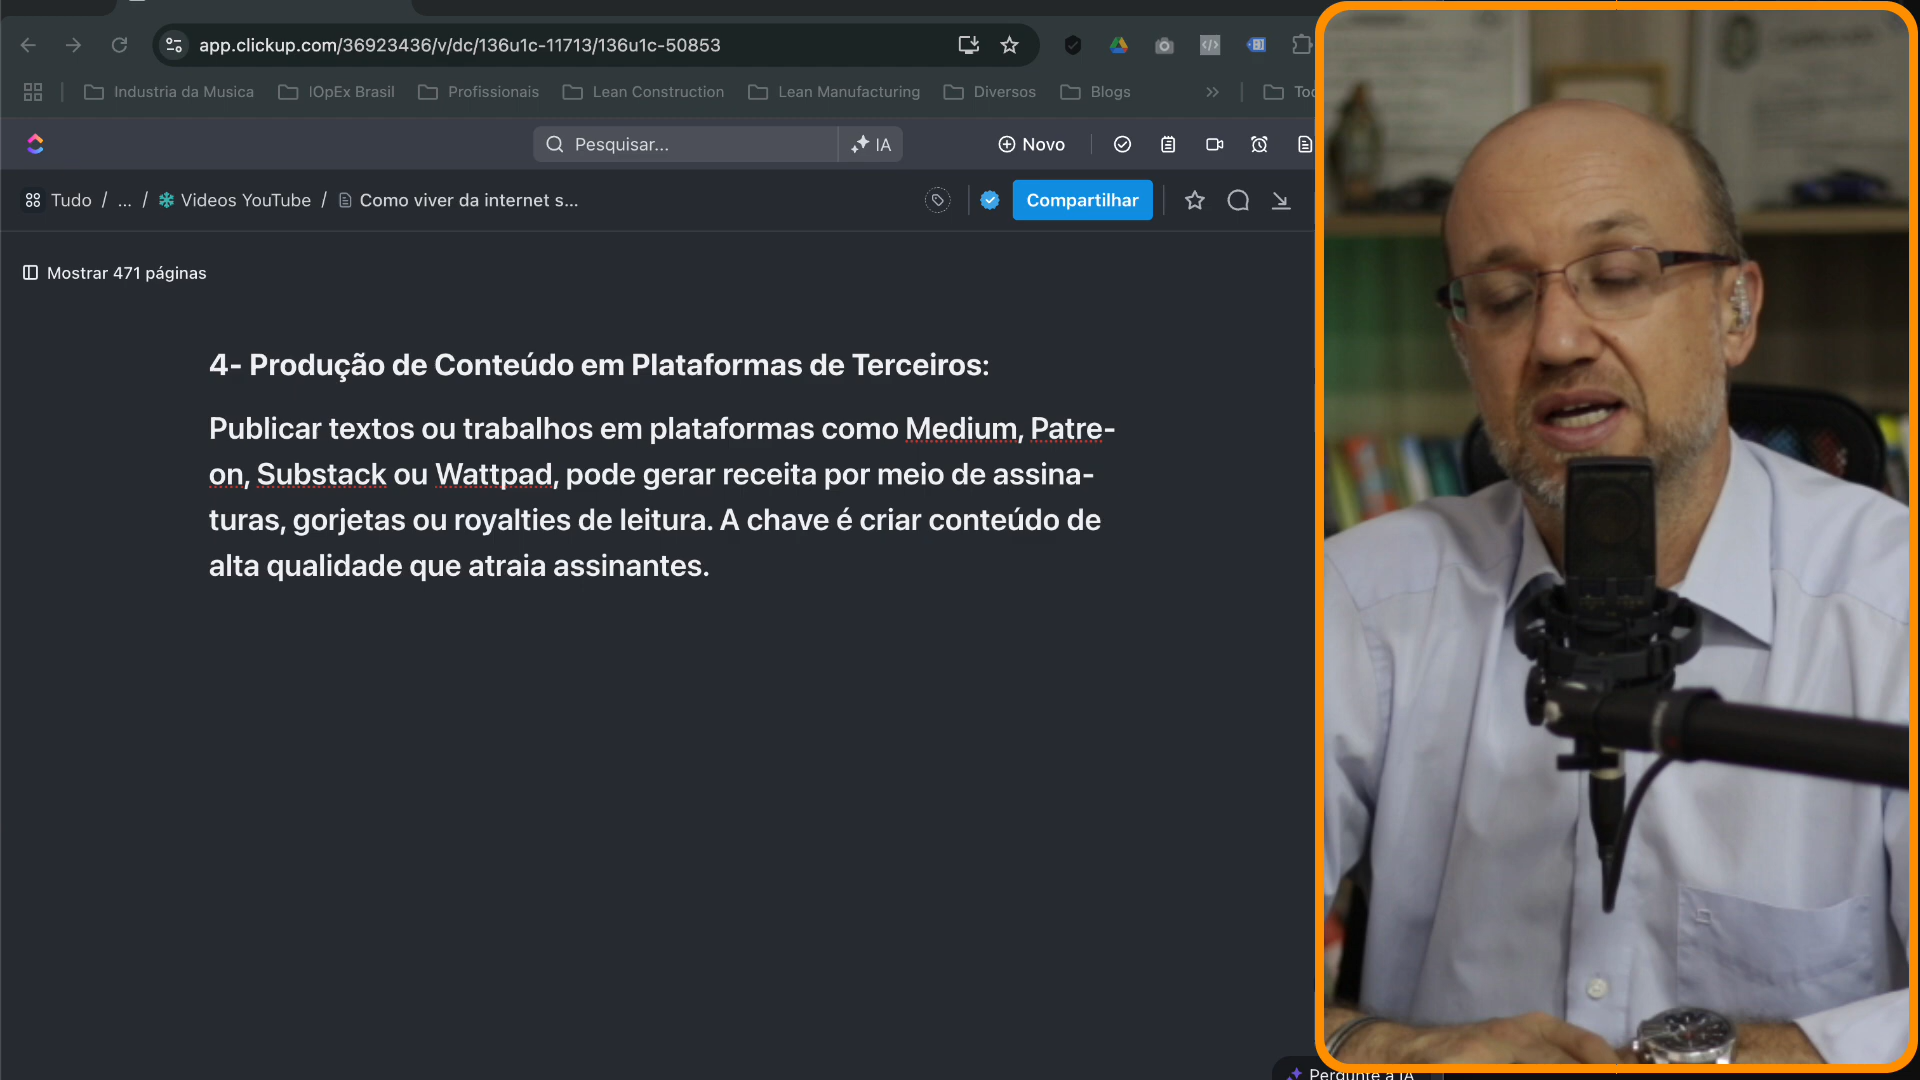 app.clickup.com/36923436/v/dc/136u1c-11713/136u1c-50853
Industria da Musica
IOpEx Brasil
Profissionais
Lean Construction
Lean Manufacturing
Diversos
Blogs
Pesquisar...
IA
Novo
Tudo / ... / Videos YouTube / Como viver da internet s...
Compartilhar
Mostrar 471 páginas
4- Produção de Conteúdo em Plataformas de Terceiros:
Publicar textos ou trabalhos em plataformas como Medium, Patre-
on, Substack ou Wattpad, pode gerar receita por meio de assina-
turas, gorjetas ou royalties de leitura. A chave é criar conteúdo de
alta qualidade que atraia assinantes.
Pergunte à IA